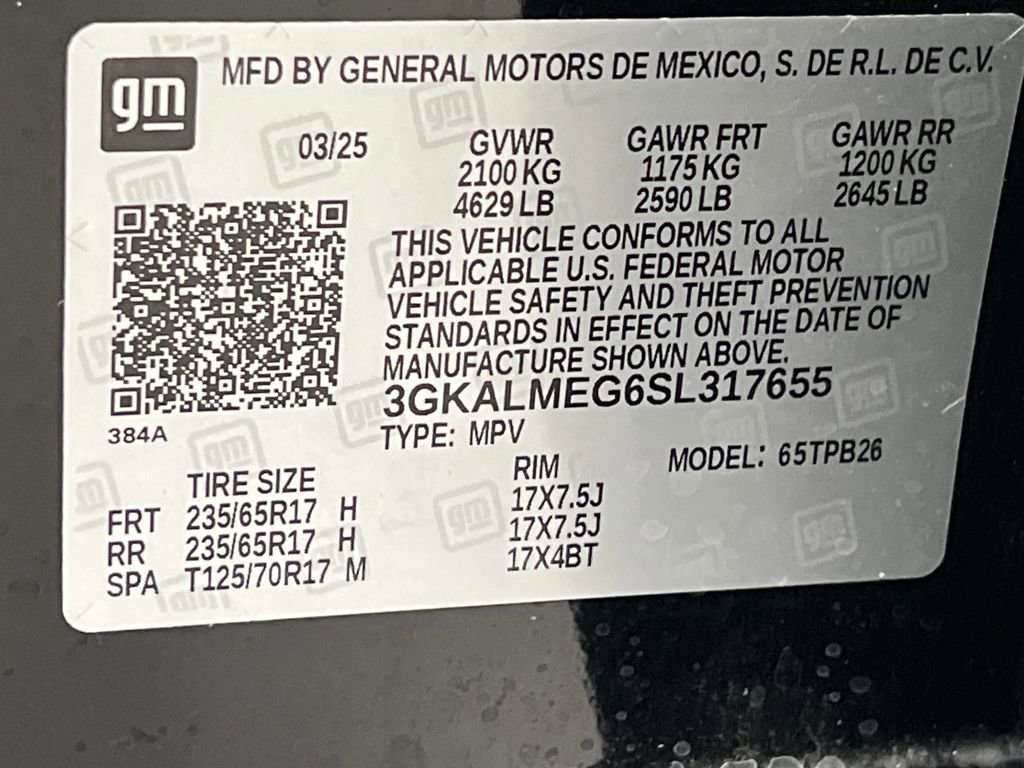 gm
MFD BY GENERAL MOTORS DE MEXICO, S. DE R.L. DE C.V.
03/25 GVWR GAWR FRT GAWR RR
2100 KG 1175 KG 1200 KG
4629 LB 2590 LB 2645 LB
THIS VEHICLE CONFORMS TO ALL
APPLICABLE U.S. FEDERAL MOTOR
VEHICLE SAFETY AND THEFT PREVENTION
STANDARDS IN EFFECT ON THE DATE OF
MANUFACTURE SHOWN ABOVE.
3GKALMEG6SL317655
384A
TYPE: MPV MODEL: 65TPB26
TIRE SIZE RIM
FRT 235/65R17 H 17X7.5J
RR 235/65R17 H 17X7.5J
SPA T125/70R17 M 17X4BT